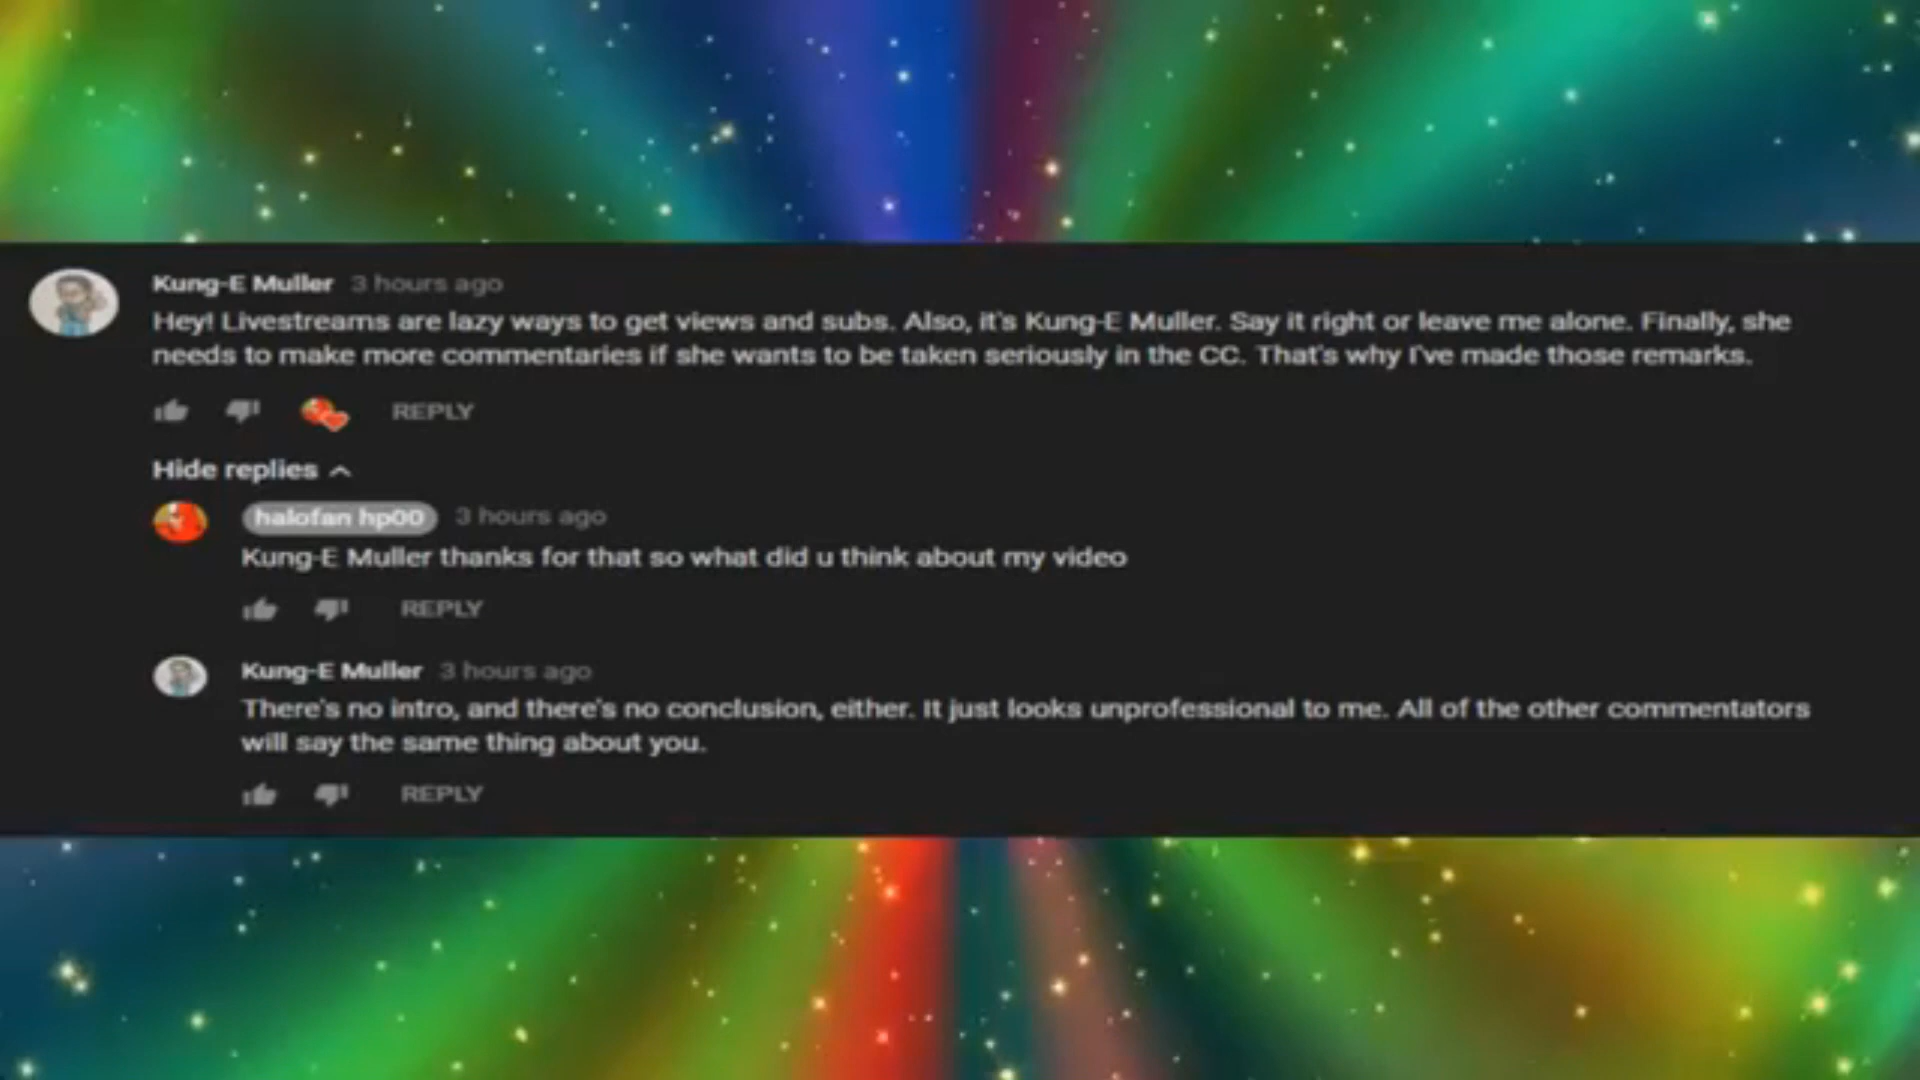 Kung-E Muller 3 hours ago
Hey! Livestreams are lazy ways to get views and subs. Also, it's Kung-E Muller. Say it right or leave me alone. Finally, she
needs to make more commentaries if she wants to be taken seriously in the CC. That's why I've made those remarks.
REPLY
Hide replies
halofan hp00 3 hours ago
Kung-E Muller thanks for that so what did u think about my video
REPLY
Kung-E Muller 3 hours ago
There's no intro, and there's no conclusion, either. It just looks unprofessional to me. All of the other commentators
will say the same thing about you.
REPLY